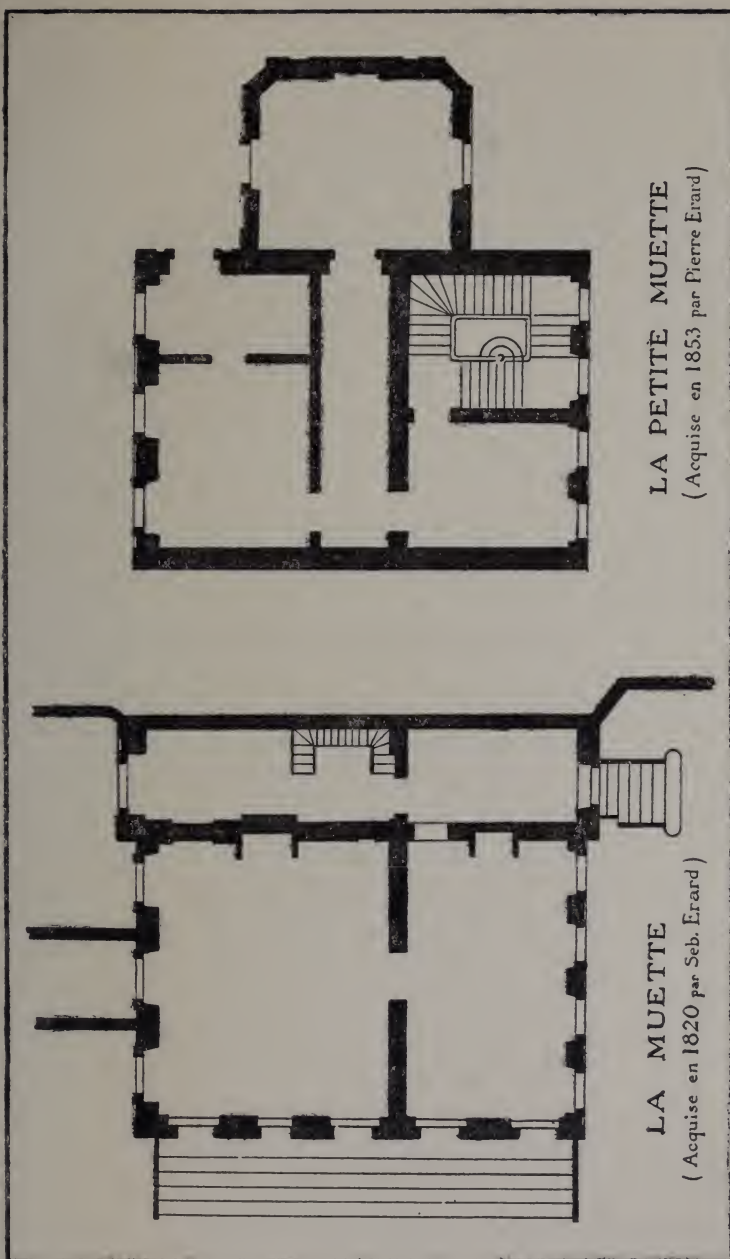 LA MUETTE
(Acquise en 1820 par Seb. Erard)
LA PETITE MUETTE
(Acquise en 1853 par Pierre Erard)